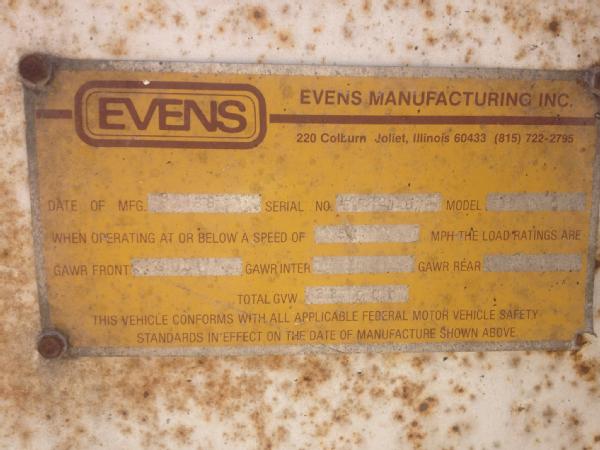 EVENS
EVENS MANUFACTURING INC.
220 Colburn Joliet, Illinois 60433 (815) 722-2795
DATE OF MFG. SERIAL NO. MODEL
WHEN OPERATING AT OR BELOW A SPEED OF MPH THE LOAD RATINGS ARE
GAWR FRONT GAWR INTER GAWR REAR
TOTAL GVW
THIS VEHICLE CONFORMS WITH ALL APPLICABLE FEDERAL MOTOR VEHICLE SAFETY
STANDARDS IN EFFECT ON THE DATE OF MANUFACTURE SHOWN ABOVE